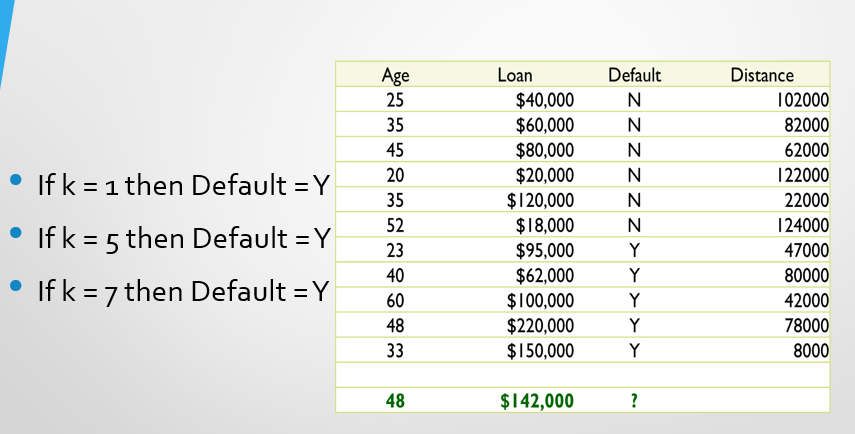 • If k = 1 then Default = Y
• If k = 5 then Default = Y
• If k = 7 then Default = Y
Age Loan Default Distance
25 $40,000 N 102000
35 $60,000 N 82000
45 $80,000 N 62000
20 $20,000 N 122000
35 $120,000 N 22000
52 $18,000 N 124000
23 $95,000 Y 47000
40 $62,000 Y 80000
60 $100,000 Y 42000
48 $220,000 Y 78000
33 $150,000 Y 8000
48 $142,000 ?